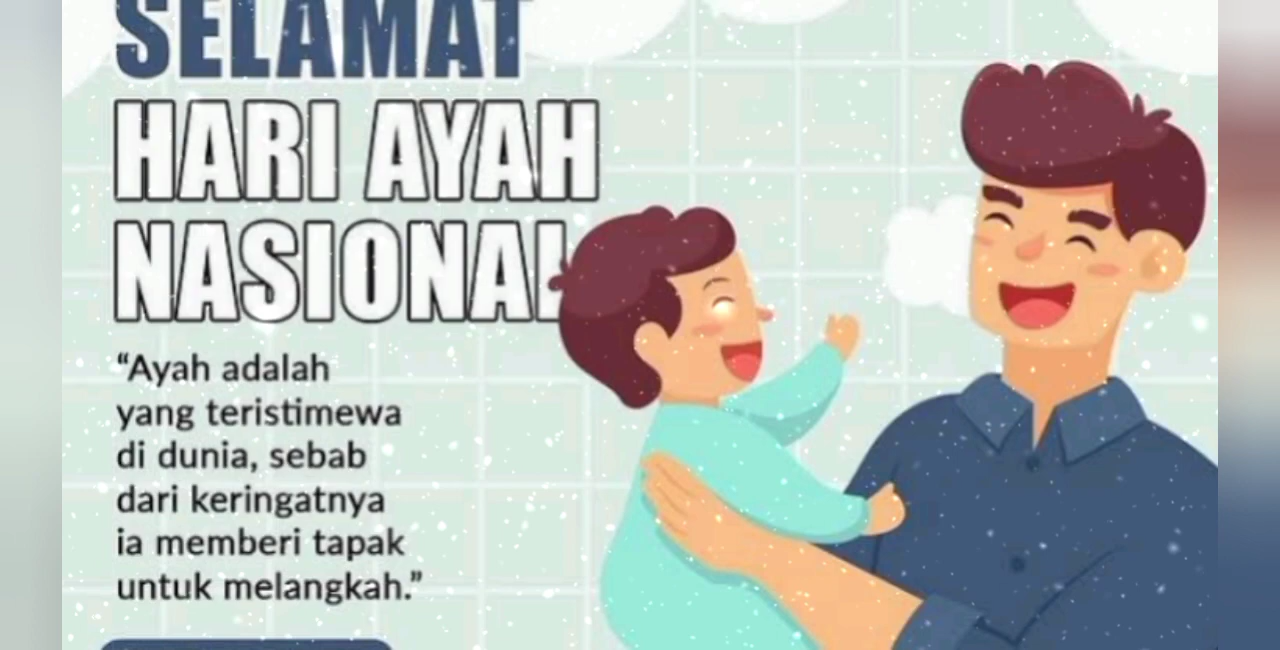 SELAMAT
HARI AYAH
NASIONAL
“Ayah adalah
yang teristimewa
di dunia, sebab
dari keringatnya
ia memberi tapak
untuk melangkah.”